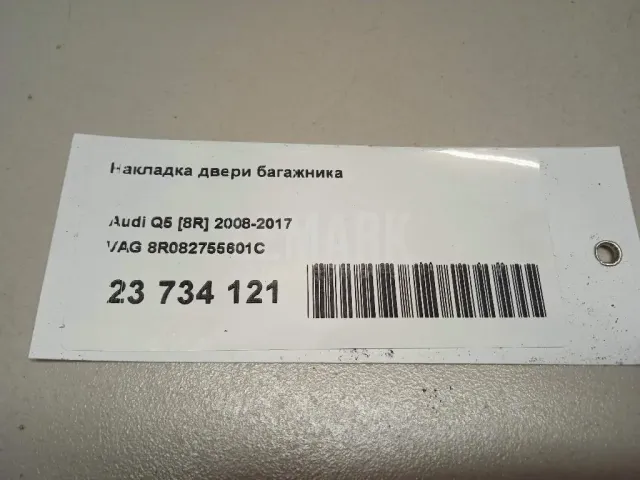 Накладка двери багажника
Audi Q5 [8R] 2008-2017
VAG 8R082755601C
23 734 121